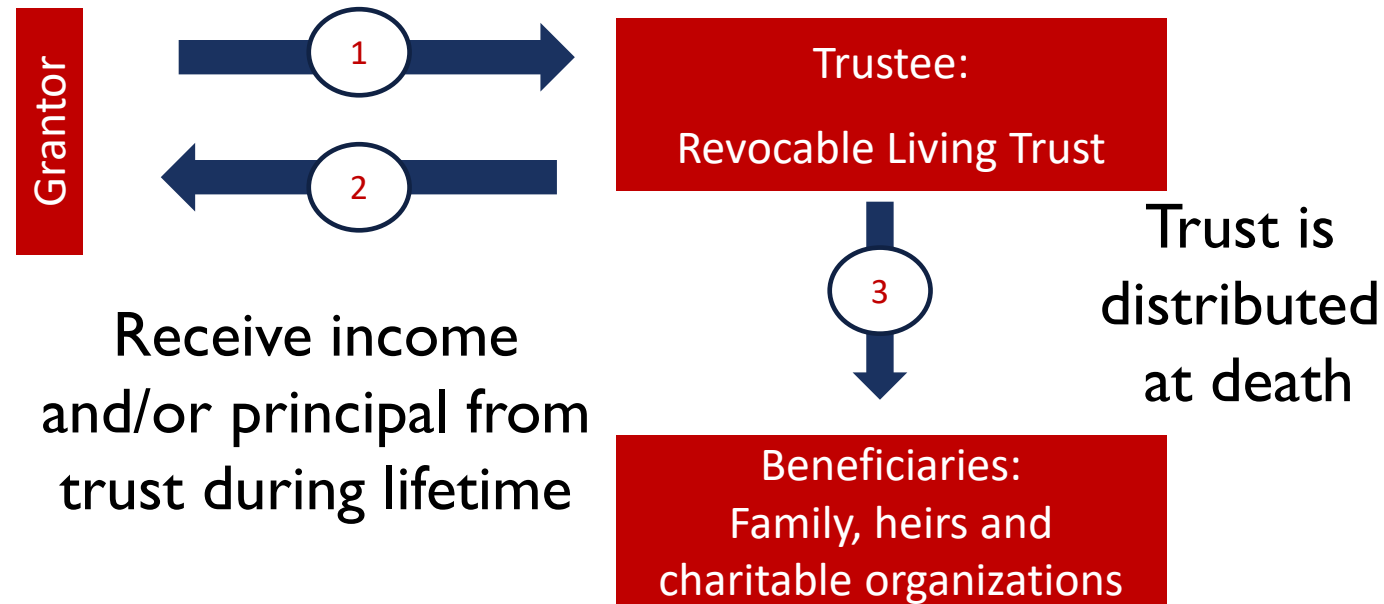 Grantor
1
2
Trustee:
Revocable Living Trust
Receive income
and/or principal from
trust during lifetime
3
Trust is
distributed
at death
Beneficiaries:
Family, heirs and
charitable organizations